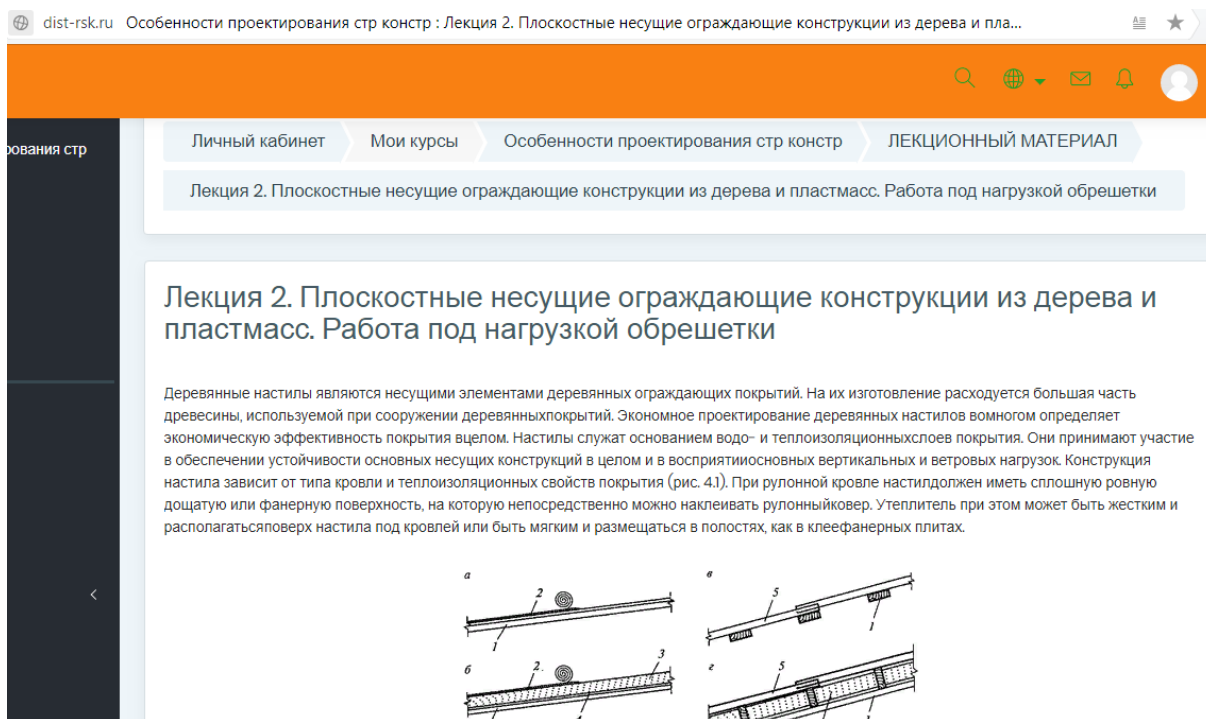 dist-rsk.ru Особенности проектирования стр констр : Лекция 2. Плоскостные несущие ограждающие конструкции из дерева и пла...
рования стр
Личный кабинет Мои курсы Особенности проектирования стр констр ЛЕКЦИОННЫЙ МАТЕРИАЛ
Лекция 2. Плоскостные несущие ограждающие конструкции из дерева и пластмасс. Работа под нагрузкой обрешетки
Лекция 2. Плоскостные несущие ограждающие конструкции из дерева и
пластмасс. Работа под нагрузкой обрешетки
Деревянные настилы являются несущими элементами деревянных ограждающих покрытий. На их изготовление расходуется большая часть
древесины, используемой при сооружении деревянныхпокрытий. Экономное проектирование деревянных настилов вомногом определяет
экономическую эффективность покрытия вцелом. Настилы служат основанием водо- и теплоизоляционныхслоев покрытия. Они принимают участие
в обеспечении устойчивости основных несущих конструкций в целом и в восприятииосновных вертикальных и ветровых нагрузок. Конструкция
настила зависит от типа кровли и теплоизоляционных свойств покрытия (рис. 4.1). При рулонной кровле настилдолжен иметь сплошную ровную
дощатую или фанерную поверхность, на которую непосредственно можно наклеивать рулонныйковер. Утеплитель при этом может быть жестким и
располагатьсяповерх настила под кровлей или быть мягким и размещаться в полостях, как в клеефанерных плитах.
а
2
1
в
5
1
б
2.
3
г
5